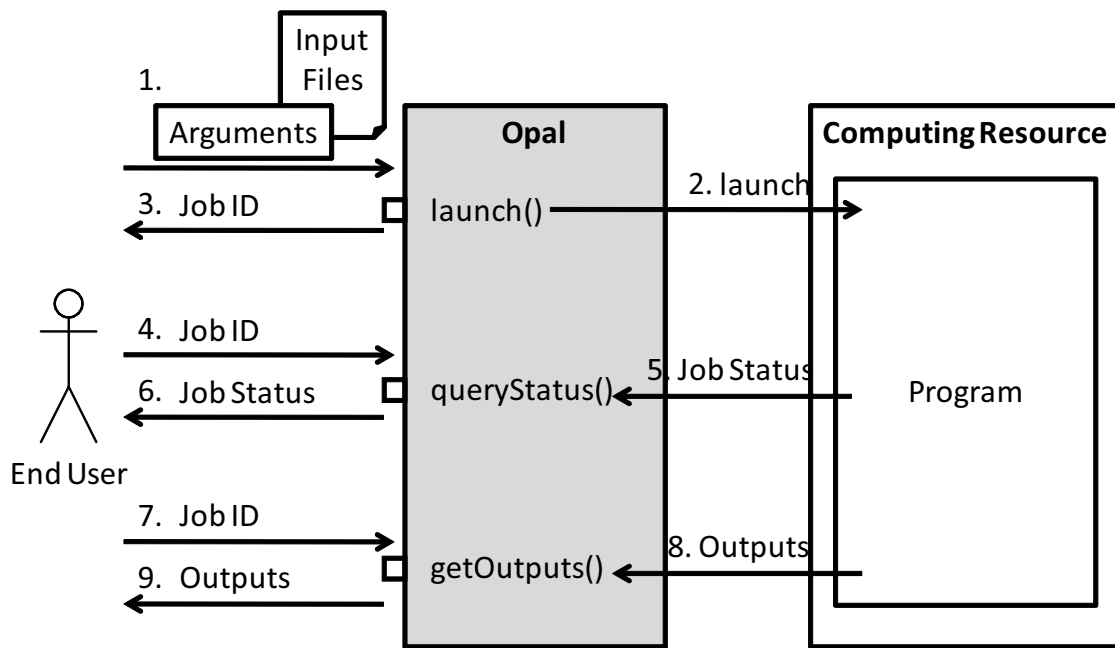 Input
Files
1.
Arguments
Opal
Computing Resource
2. launch
3. Job ID
launch()
4. Job ID
5. Job Status
6. Job Status
queryStatus()
Program
End User
7. Job ID
8. Outputs
9. Outputs
getOutputs()